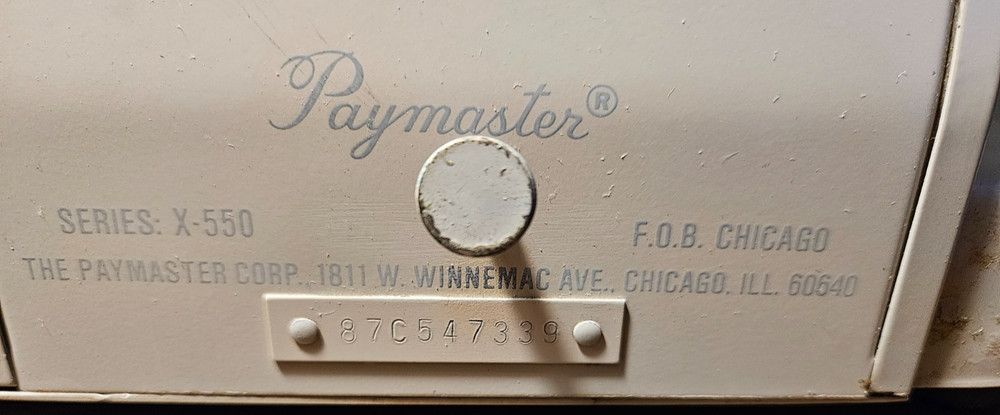 Paymaster®
SERIES: X-550
F.O.B. CHICAGO
THE PAYMASTER CORP., 1811 W. WINNEMAC AVE., CHICAGO, ILL. 60640
87C547339